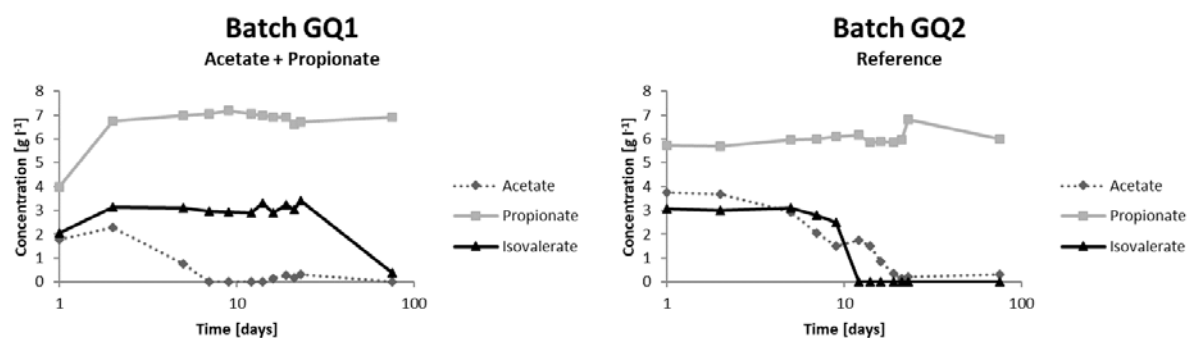 Batch GQ1
Acetate + Propionate
Concentration [g l-1]
8
7
6
5
4
3
2
1
0
1
10
100
Time [days]
Acetate
Propionate
Isovalerate
Batch GQ2
Reference
Concentration [g l-1]
8
7
6
5
4
3
2
1
0
1
10
100
Time [days]
Acetate
Propionate
Isovalerate